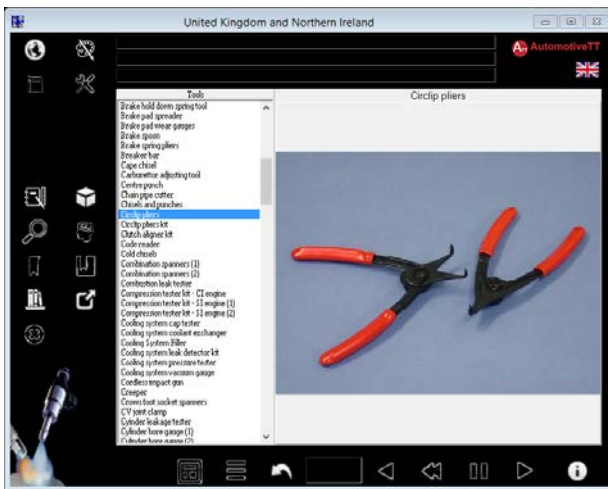 United Kingdom and Northern Ireland
AutomotiveTT
Tools
Circlip pliers
Brake hold down spring tool
Brake pad spreader
Brake pad wear gauges
Brake spoon
Brake spring pliers
Breaker bar
Cape chisel
Carburettor adjusting tool
Centre punch
Chain pipe cutter
Chisels and punches
Circlip pliers
Circlip pliers kit
Clutch aligner kit
Code reader
Cold chisels
Combination spanners (1)
Combination spanners (2)
Combustion leak tester
Compression tester kit - CI engine
Compression tester kit - SI engine (1)
Compression tester kit - SI engine (2)
Cooling system cap tester
Cooling system coolant exchanger
Cooling System Filler
Cooling system leak detector kit
Cooling system pressure tester
Cooling system vacuum gauge
Cordless impact gun
Creeper
Crows foot socket spanners
CV joint clamp
Cylinder leakage tester
Cylinder bore gauge (1)
Cylinder bore gauge (2)